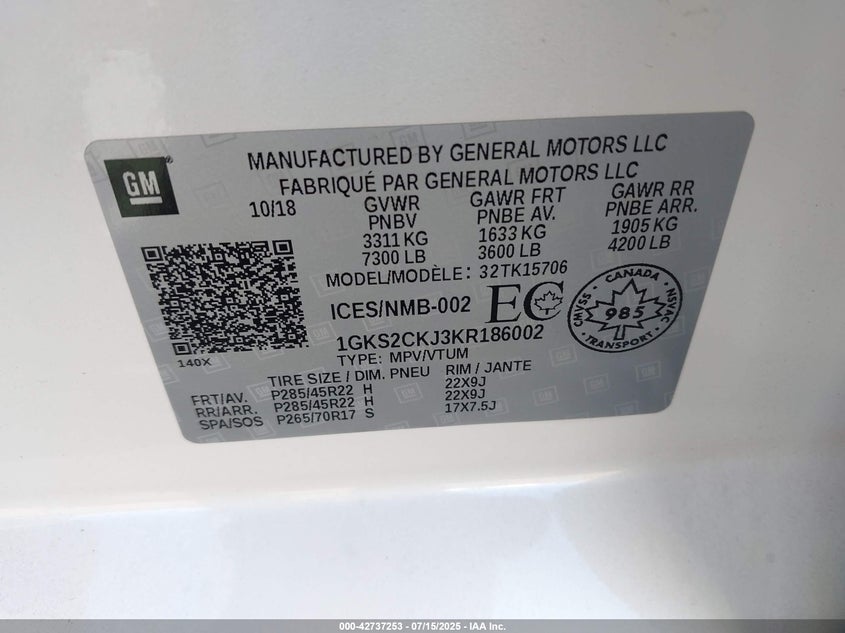 GM
MANUFACTURED BY GENERAL MOTORS LLC
FABRIQUÉ PAR GENERAL MOTORS LLC
10/18 GVWR GAWR FRT GAWR RR
PNBV PNBE AV. PNBE ARR.
3311 KG 1633 KG 1905 KG
7300 LB 3600 LB 4200 LB
MODEL/MODÈLE: 32TK15706
ICES/NMB-002 EC
CANADA
CMVSS 985 NSVAC
TRANSPORT
1GKS2CKJ3KR186002
140X
TYPE: MPV/VTUM
TIRE SIZE / DIM. PNEU RIM / JANTE
FRT/AV. P285/45R22 H 22X9J
RR/ARR. P285/45R22 H 22X9J
SPA/SOS P265/70R17 S 17X7.5J
000-42737253 - 07/15/2025 - IAA Inc.